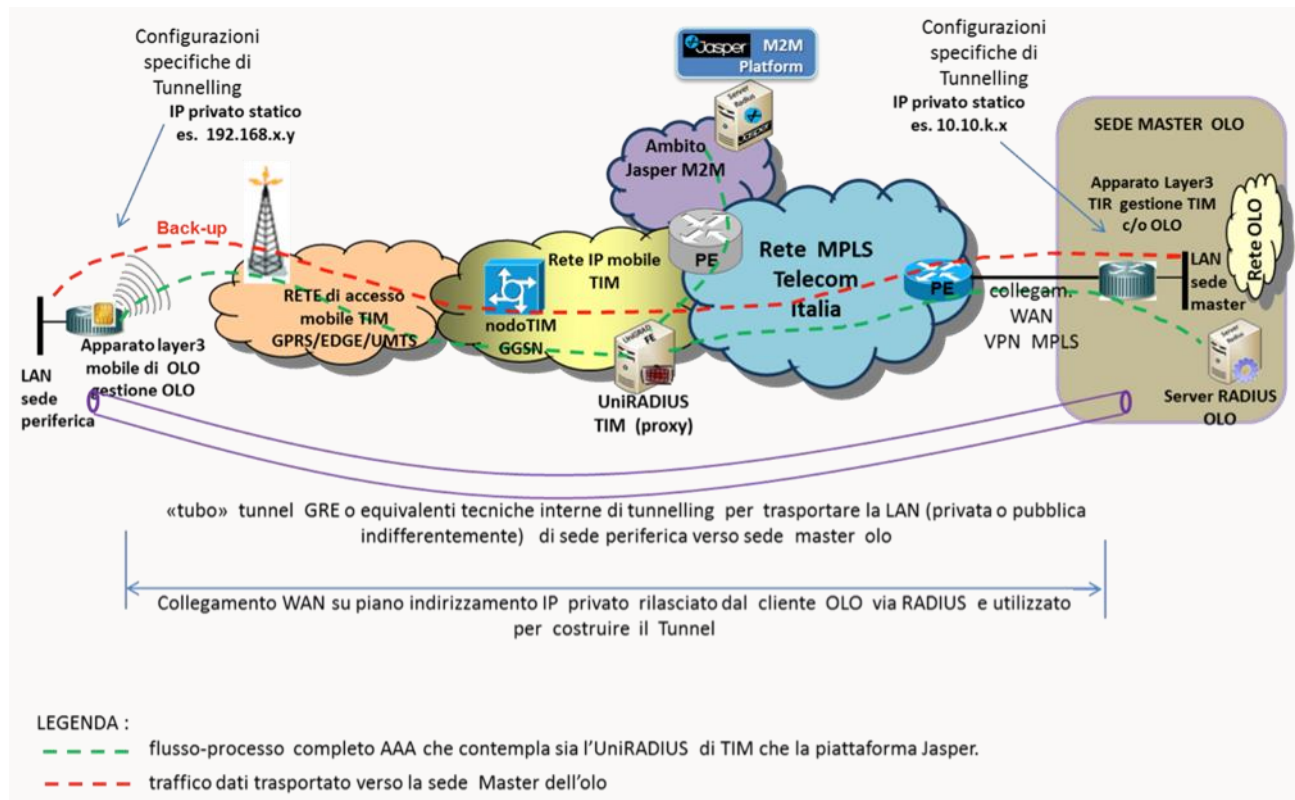 Configurazioni
specifiche di
Tunnelling
IP privato statico
es. 192.168.x.y
Jasper M2M
Platform
Server
Radius
JASPER
Ambito
Jasper M2M
Configurazioni
specifiche di
Tunnelling
IP privato statico
es. 10.10.k.x
SEDE MASTER OLO
Apparato Layer3
TIR gestione TIM
c/o OLO
Rete OLO
Back-up
RETE di accesso
mobile TIM
GPRS/EDGE/UMTS
Rete IP mobile
TIM
nodoTIM
GGSN
PE
Rete MPLS
Telecom
Italia
PE
collegam.
WAN
VPN MPLS
LAN
sede
master
LAN
sede
periferica
Apparato layer3
mobile di OLO
gestione OLO
UniRAD
FE
UniRADIUS
TIM (proxy)
Server
Radius
Server RADIUS
OLO
«tubo» tunnel GRE o equivalenti tecniche interne di tunnelling per trasportare la LAN (privata o pubblica
indifferentemente) di sede periferica verso sede master olo
Collegamento WAN su piano indirizzamento IP privato rilasciato dal cliente OLO via RADIUS e utilizzato
per costruire il Tunnel
LEGENDA :
flusso-processo completo AAA che contempla sia l'UniRADIUS di TIM che la piattaforma Jasper.
traffico dati trasportato verso la sede Master dell'olo